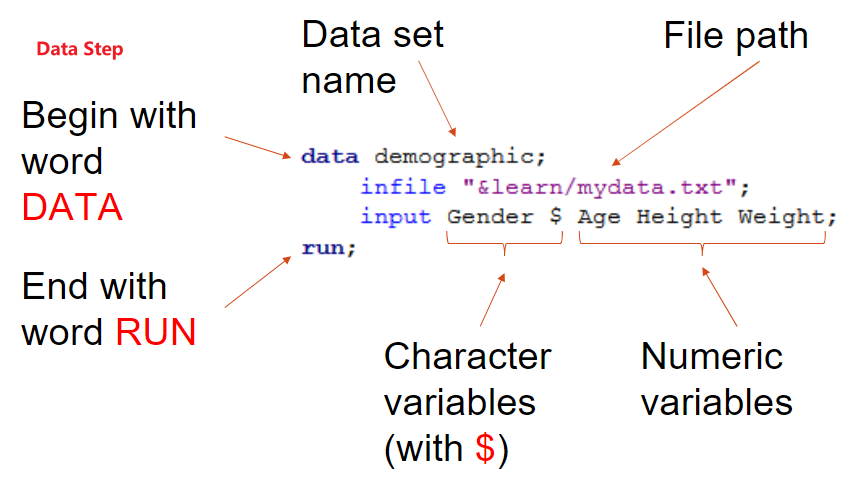 Data Step
Data set
name
File path
Begin with
word
DATA
data demographic;
infile "&learn/mydata.txt";
input Gender $ Age Height Weight;
run;
End with
word RUN
Character
variables
(with $)
Numeric
variables